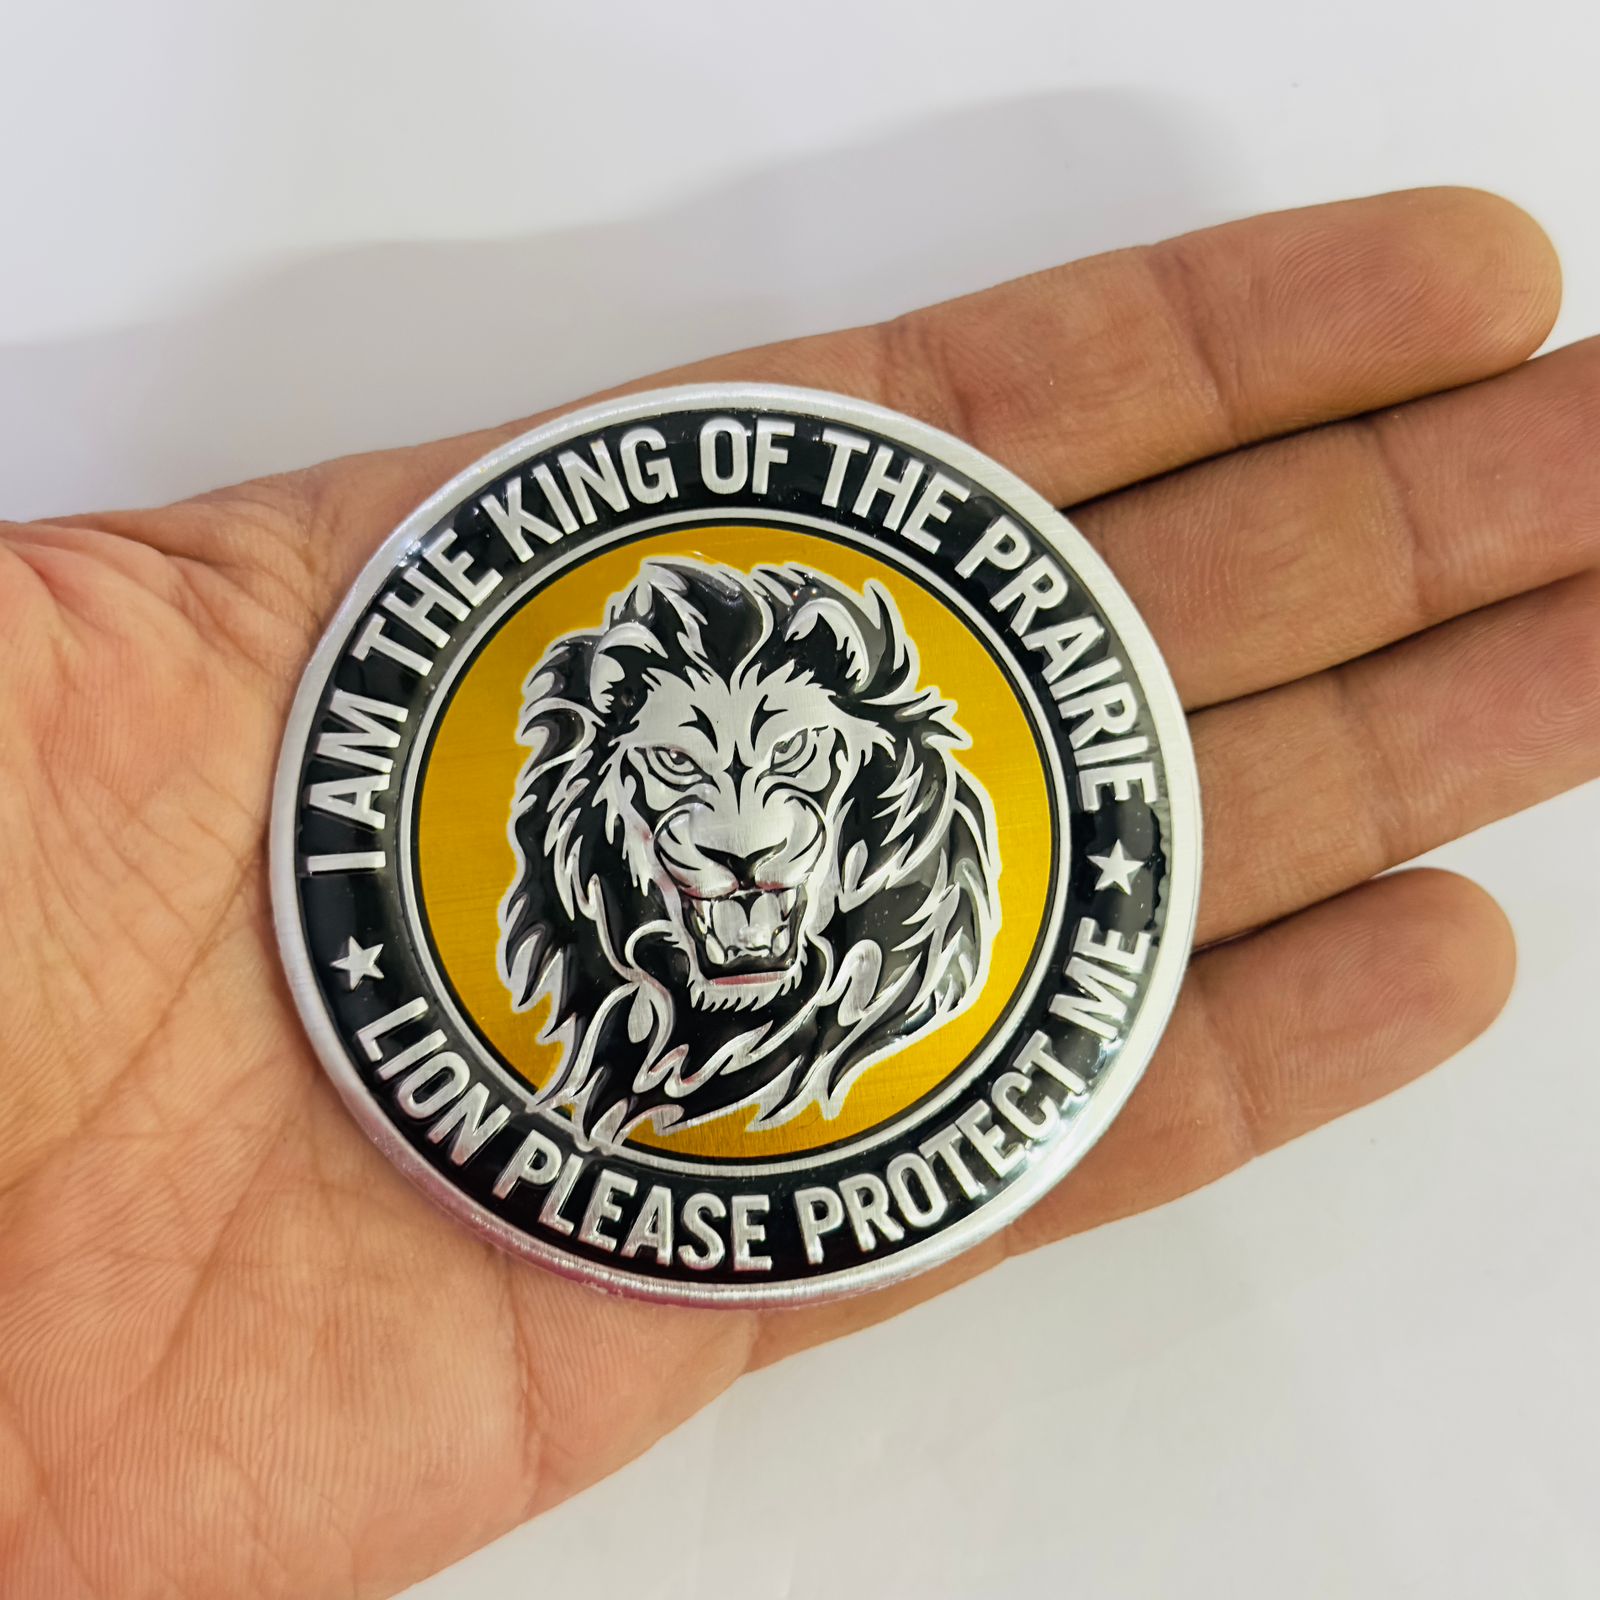 I AM THE KING OF THE PRAIRIE
LION PLEASE PROTECT ME